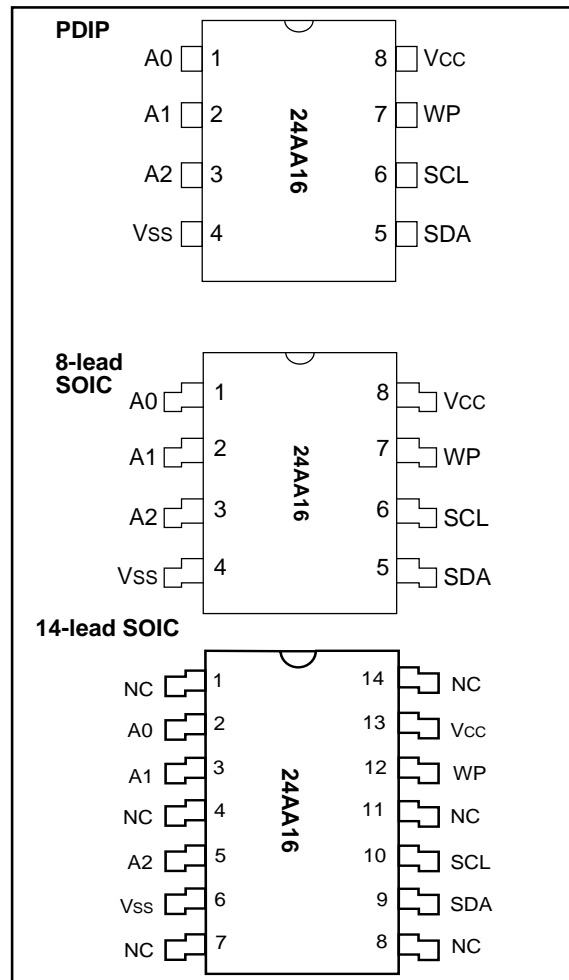 PDIP
A0 1 8 VCC
A1 2 7 WP
24AA16
A2 3 6 SCL
VSS 4 5 SDA
8-lead
SOIC
A0 1 8 VCC
A1 2 7 WP
24AA16
A2 3 6 SCL
VSS 4 5 SDA
14-lead SOIC
NC 1 14 NC
A0 2 13 VCC
A1 3 12 WP
24AA16
NC 4 11 NC
A2 5 10 SCL
VSS 6 9 SDA
NC 7 8 NC